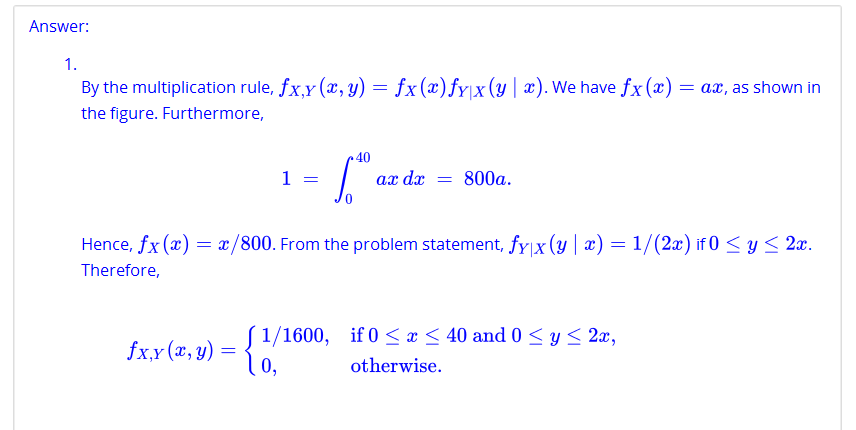 Answer:
1.
By the multiplication rule, f_{X,Y}(x, y) = f_X(x)f_{Y|X}(y | x). We have f_X(x) = ax, as shown in
the figure. Furthermore,
1 = ∫_0^{40} ax dx = 800a.
Hence, f_X(x) = x/800. From the problem statement, f_{Y|X}(y | x) = 1/(2x) if 0 ≤ y ≤ 2x.
Therefore,
f_{X,Y}(x, y) = { 1/1600, if 0 ≤ x ≤ 40 and 0 ≤ y ≤ 2x,
0, otherwise.